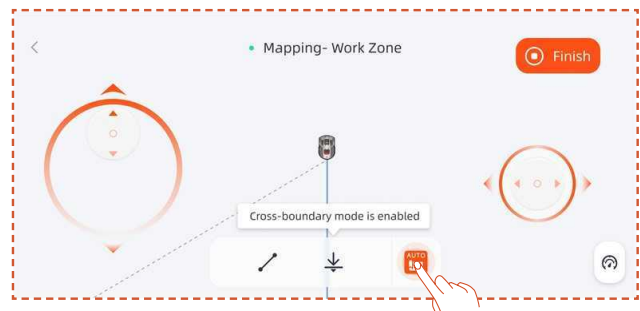 Mapping- Work Zone
Finish
Cross-boundary mode is enabled
AUTO